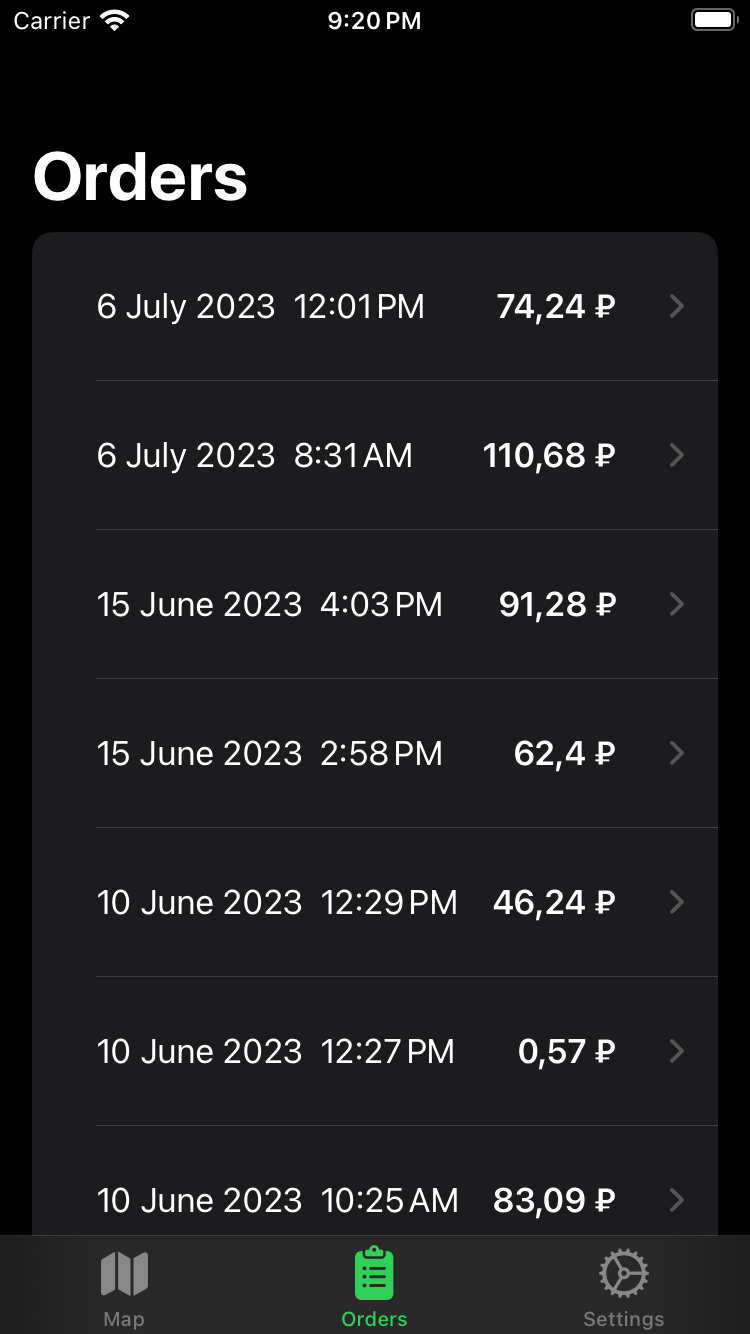 Carrier 9:20 PM
Orders
6 July 2023 12:01 PM 74,24 ₽
6 July 2023 8:31 AM 110,68 ₽
15 June 2023 4:03 PM 91,28 ₽
15 June 2023 2:58 PM 62,4 ₽
10 June 2023 12:29 PM 46,24 ₽
10 June 2023 12:27 PM 0,57 ₽
10 June 2023 10:25 AM 83,09 ₽
Map Orders Settings